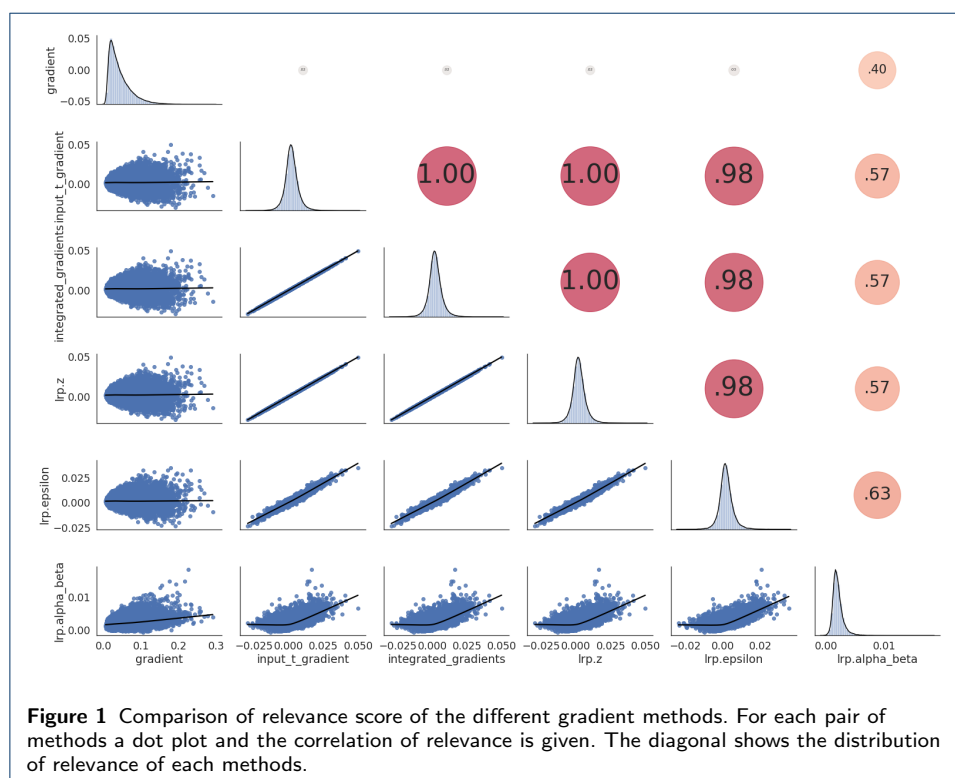 0.05
gradient
0.00
.40
−0.05
input_t_gradient
0.05
1.00 1.00 .98 .57
0.00
integrated_gradients
0.05
1.00 .98 .57
0.00
lrp.z
0.05
.98 .57
0.00
lrp.epsilon
0.025
.63
0.000
−0.025
lrp.alpha_beta
0.01
0.00
0.0 0.1 0.2 0.3 −0.025 0.000 0.025 0.050 −0.025 0.000 0.025 0.050 −0.025 0.000 0.025 0.050 −0.02 0.00 0.02 0.00 0.01
gradient input_t_gradient integrated_gradients lrp.z lrp.epsilon lrp.alpha_beta
Figure 1 Comparison of relevance score of the different gradient methods. For each pair of
methods a dot plot and the correlation of relevance is given. The diagonal shows the distribution
of relevance of each methods.